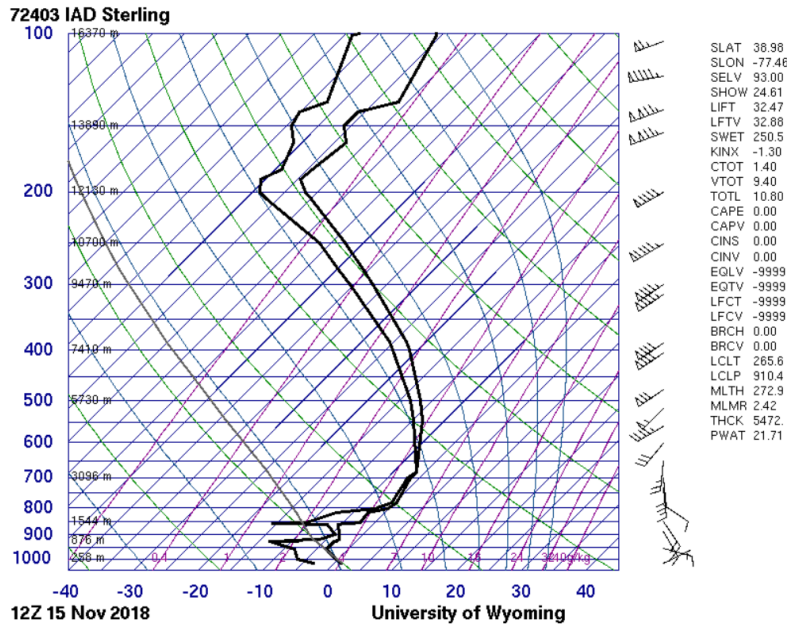 72403 IAD Sterling
100 16370 m
13890 m
200 12130 m
10700 m
300 9470 m
400 7410 m
500 5730 m
600
700 3096 m
800
1544 m
900 876 m
1000 258 m 0.1 1 2 4 7 10 16 21 32 40g/kg
-40 -30 -20 -10 0 10 20 30 40
12Z 15 Nov 2018 University of Wyoming
SLAT 38.98
SLON -77.46
SELV 93.00
SHOW 24.61
LIFT 32.47
LFTV 32.88
SWET 250.5
KINX -1.30
CTOT 1.40
VTOT 9.40
TOTL 10.80
CAPE 0.00
CAPV 0.00
CINS 0.00
CINV 0.00
EQLV -9999
EQTV -9999
LFCT -9999
LFCV -9999
BRCH 0.00
BRCV 0.00
LCLT 265.6
LCLP 910.4
MLTH 272.9
MLMR 2.42
THCK 5472.
PWAT 21.71